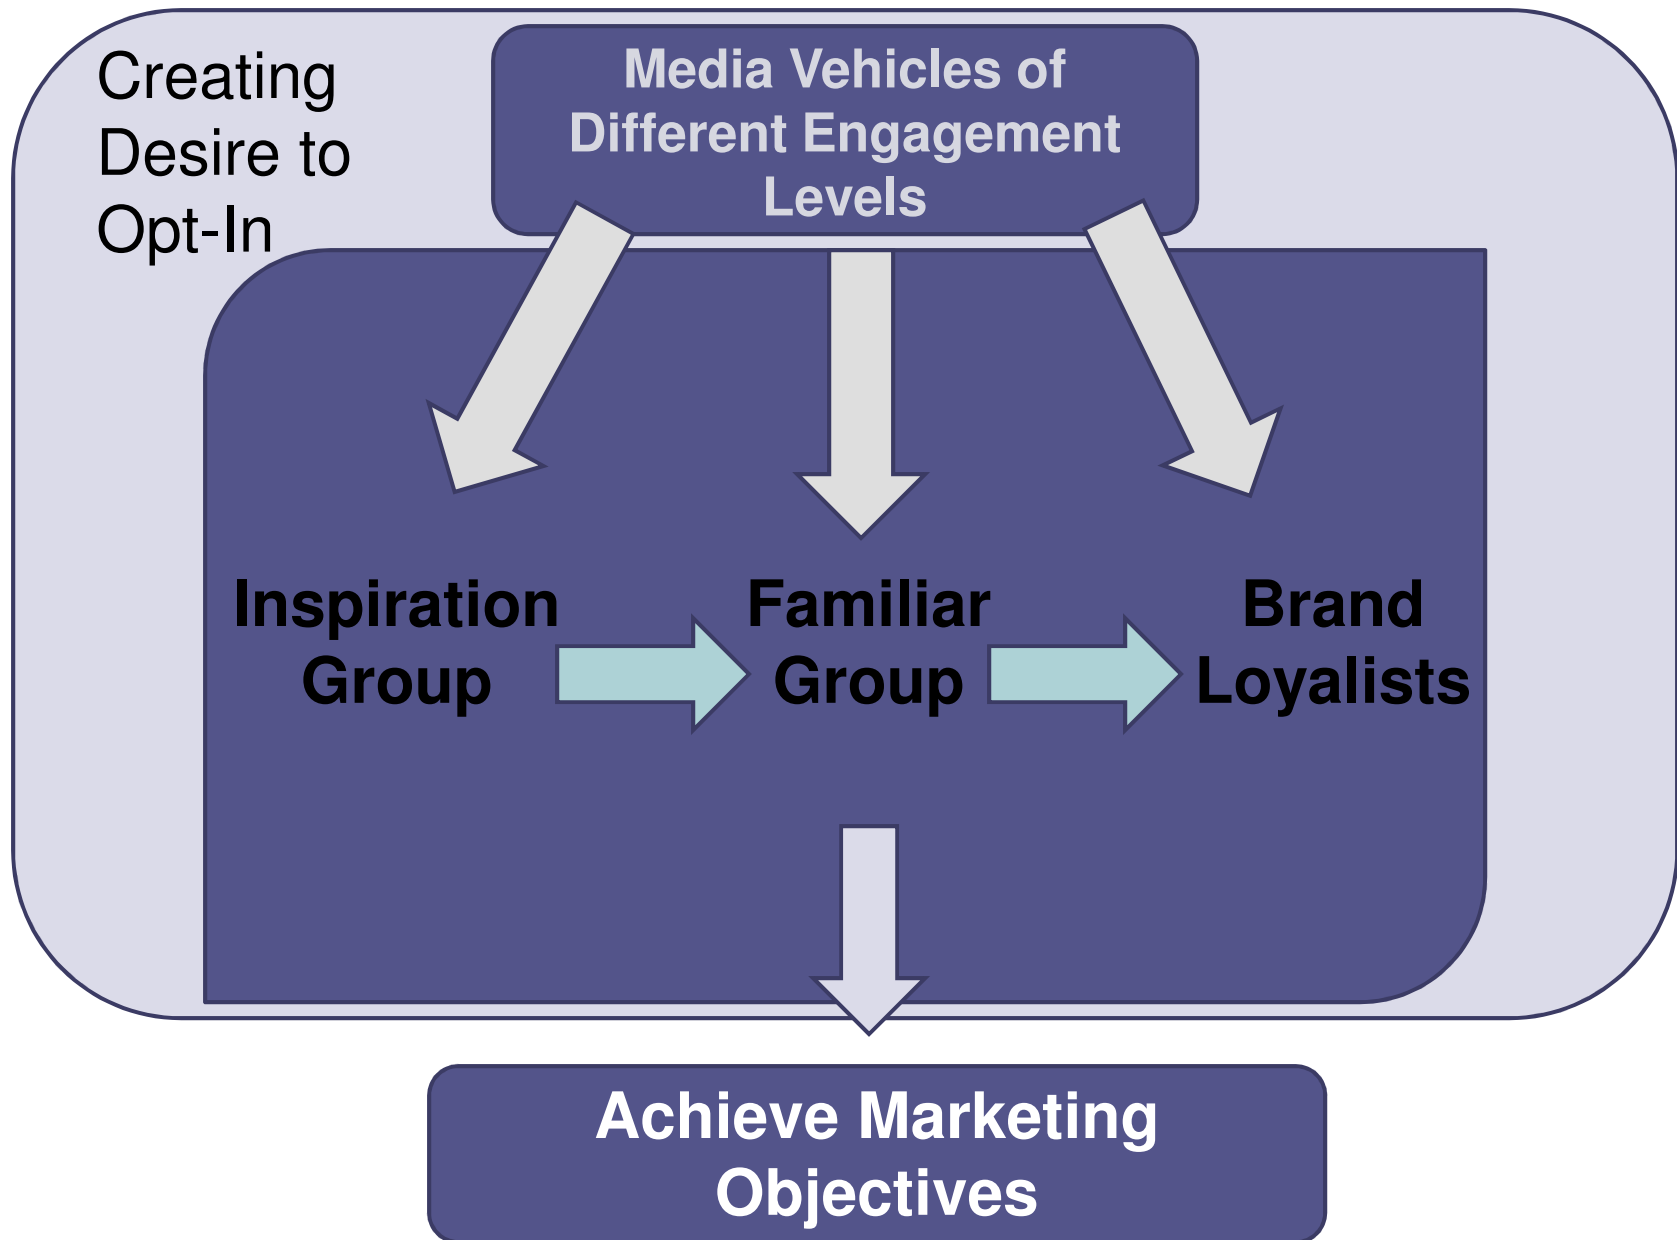 Creating
Desire to
Opt-In
Media Vehicles of
Different Engagement
Levels
Inspiration
Group
Familiar
Group
Brand
Loyalists
Achieve Marketing
Objectives